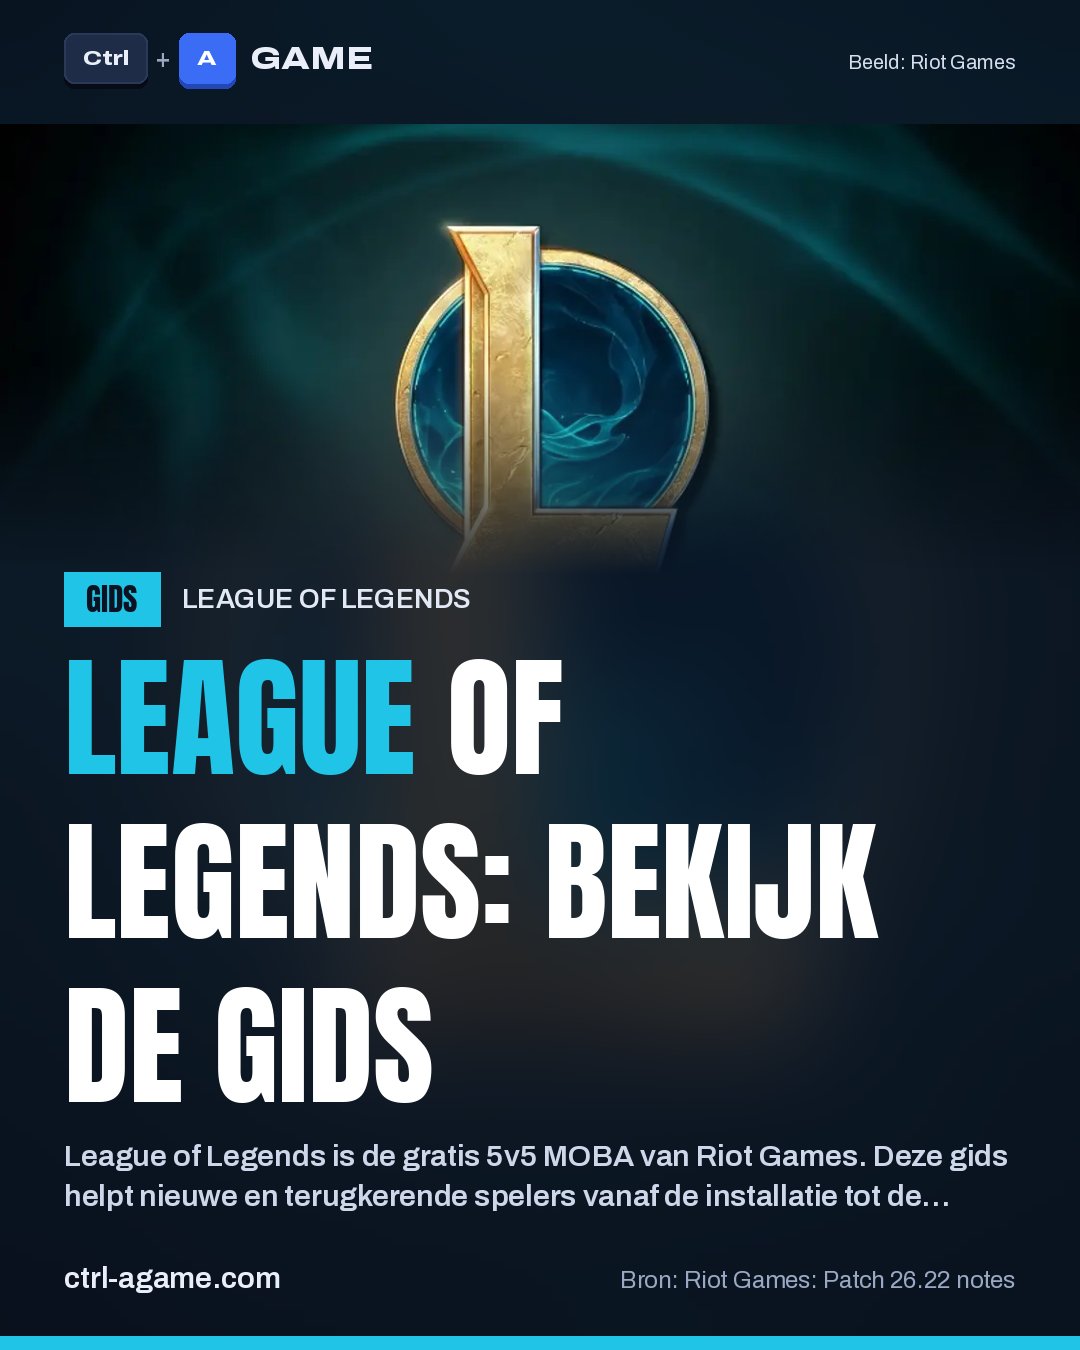 Ctrl + A GAME
Beeld: Riot Games
GIDS LEAGUE OF LEGENDS
LEAGUE OF
LEGENDS: BEKIJK
DE GIDS
League of Legends is de gratis 5v5 MOBA van Riot Games. Deze gids
helpt nieuwe en terugkerende spelers vanaf de installatie tot de...
ctrl-agame.com
Bron: Riot Games: Patch 26.22 notes